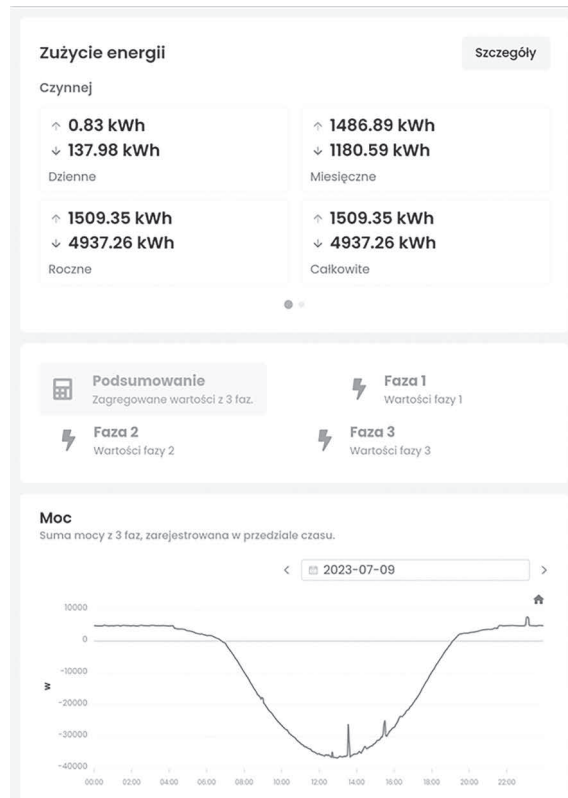 Zużycie energii
Szczegóły
Czynnej
↑ 0.83 kWh
↓ 137.98 kWh
Dzienne
↑ 1486.89 kWh
↓ 1180.59 kWh
Miesięczne
↑ 1509.35 kWh
↓ 4937.26 kWh
Roczne
↑ 1509.35 kWh
↓ 4937.26 kWh
Całkowite
Podsumowanie
Zagregowane wartości z 3 faz.
Faza 1
Wartości fazy 1
Faza 2
Wartości fazy 2
Faza 3
Wartości fazy 3
Moc
Suma mocy z 3 faz, zarejestrowana w przedziale czasu.
< 2023-07-09 >
10000
0
-10000
-20000
-30000
-40000
W
00:00 02:00 04:00 06:00 08:00 10:00 12:00 14:00 16:00 18:00 20:00 22:00